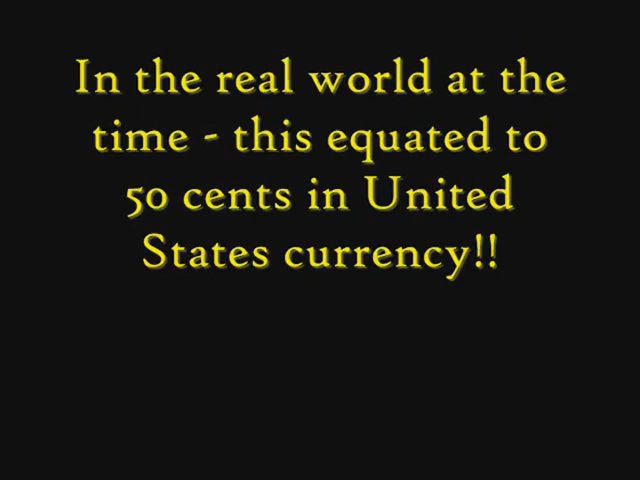 In the real world at the
time - this equated to
50 cents in United
States currency!!